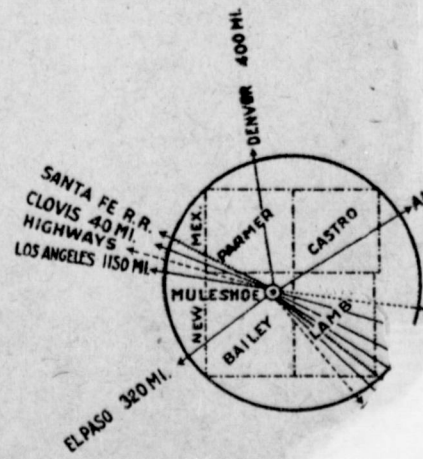 DENVER 400 MI.
SANTA FE R.R.
CLOVIS 40 MI.
HIGHWAYS
LOS ANGELES 1150 MI.
NEW MEX.
PARMER
CASTRO
MULESHOE
BAILEY
LAMB
EL PASO 320 MI.